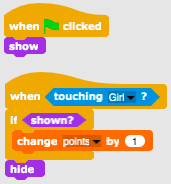 when clicked
show
when touching Girl ?
if shown?
change points by 1
hide